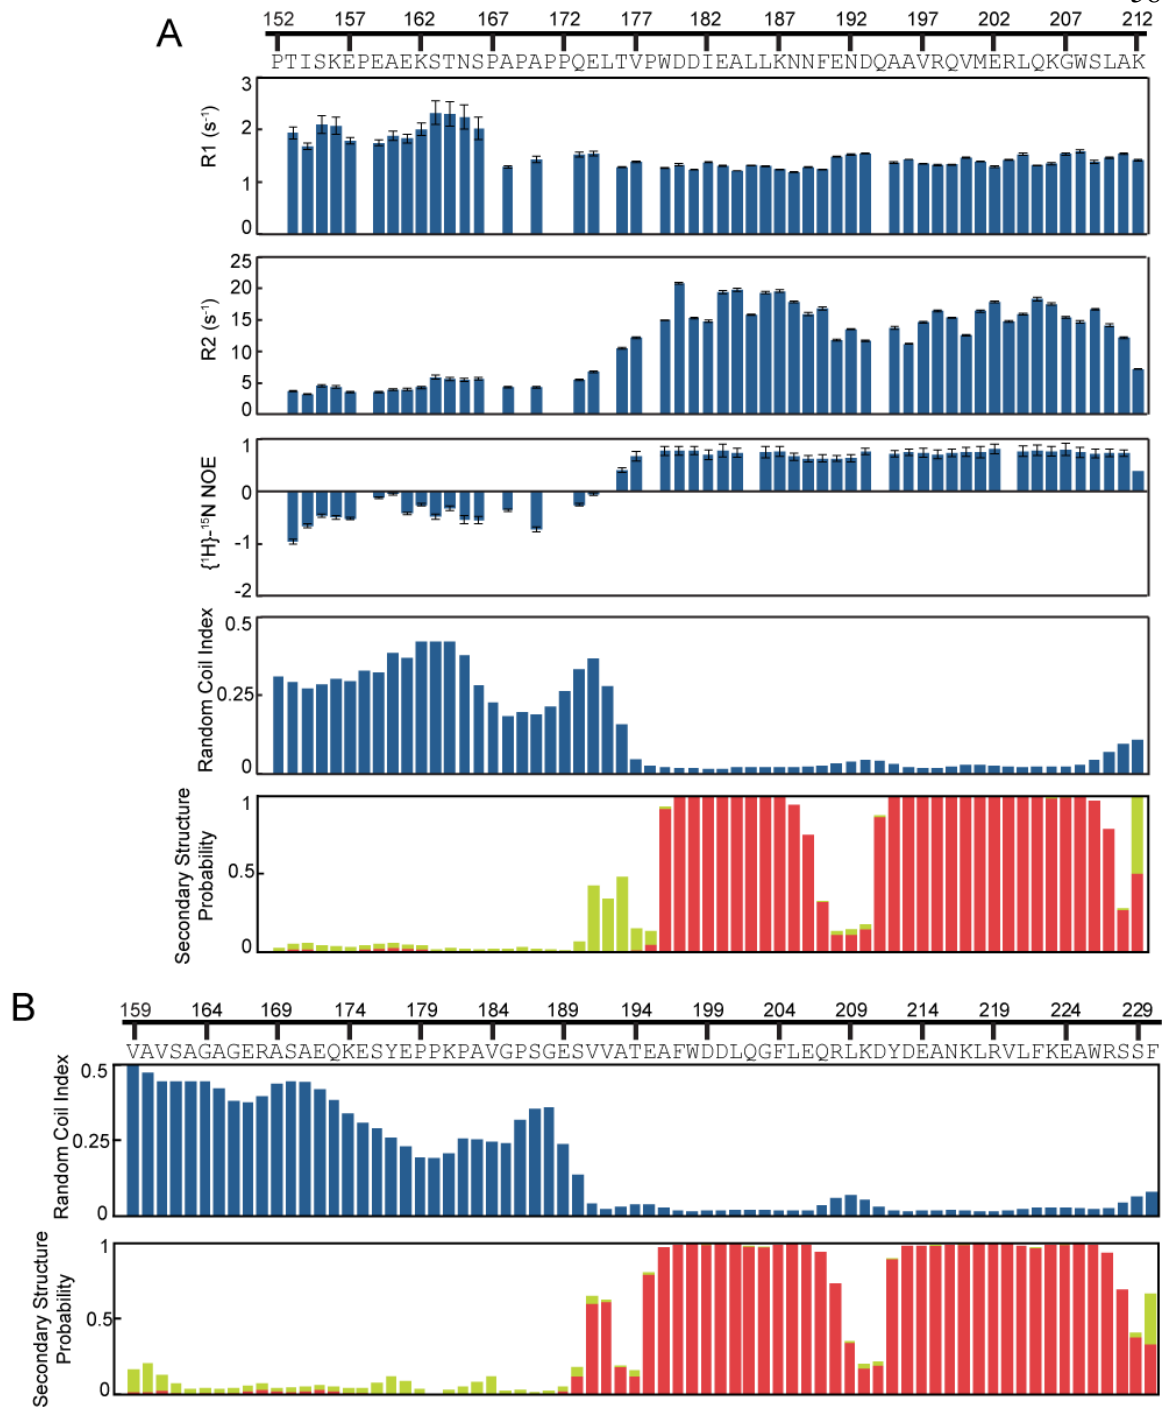 A
152 157 162 167 172 177 182 187 192 197 202 207 212
PTISKEPEAEKSTNSPAPAPPQELTVPWDDIEALLKNNFENDQAAVRQVMERLQKGWSLAK
R1 (s⁻¹)
3
2
1
0
R2 (s⁻¹)
25
20
15
10
5
0
{¹H}-¹⁵N NOE
1
0
-1
-2
Random Coil Index
0.5
0.25
0
Secondary Structure
Probability
1
0.5
0
B
159 164 169 174 179 184 189 194 199 204 209 214 219 224 229
VAVSAGAGERASAEQKESYEPPKPAVGPSGESVVATEAFWDDLQGFLEQRLKDYDEANKLRVLFKEAWRSSF
Random Coil Index
0.5
0.25
0
Secondary Structure
Probability
1
0.5
0